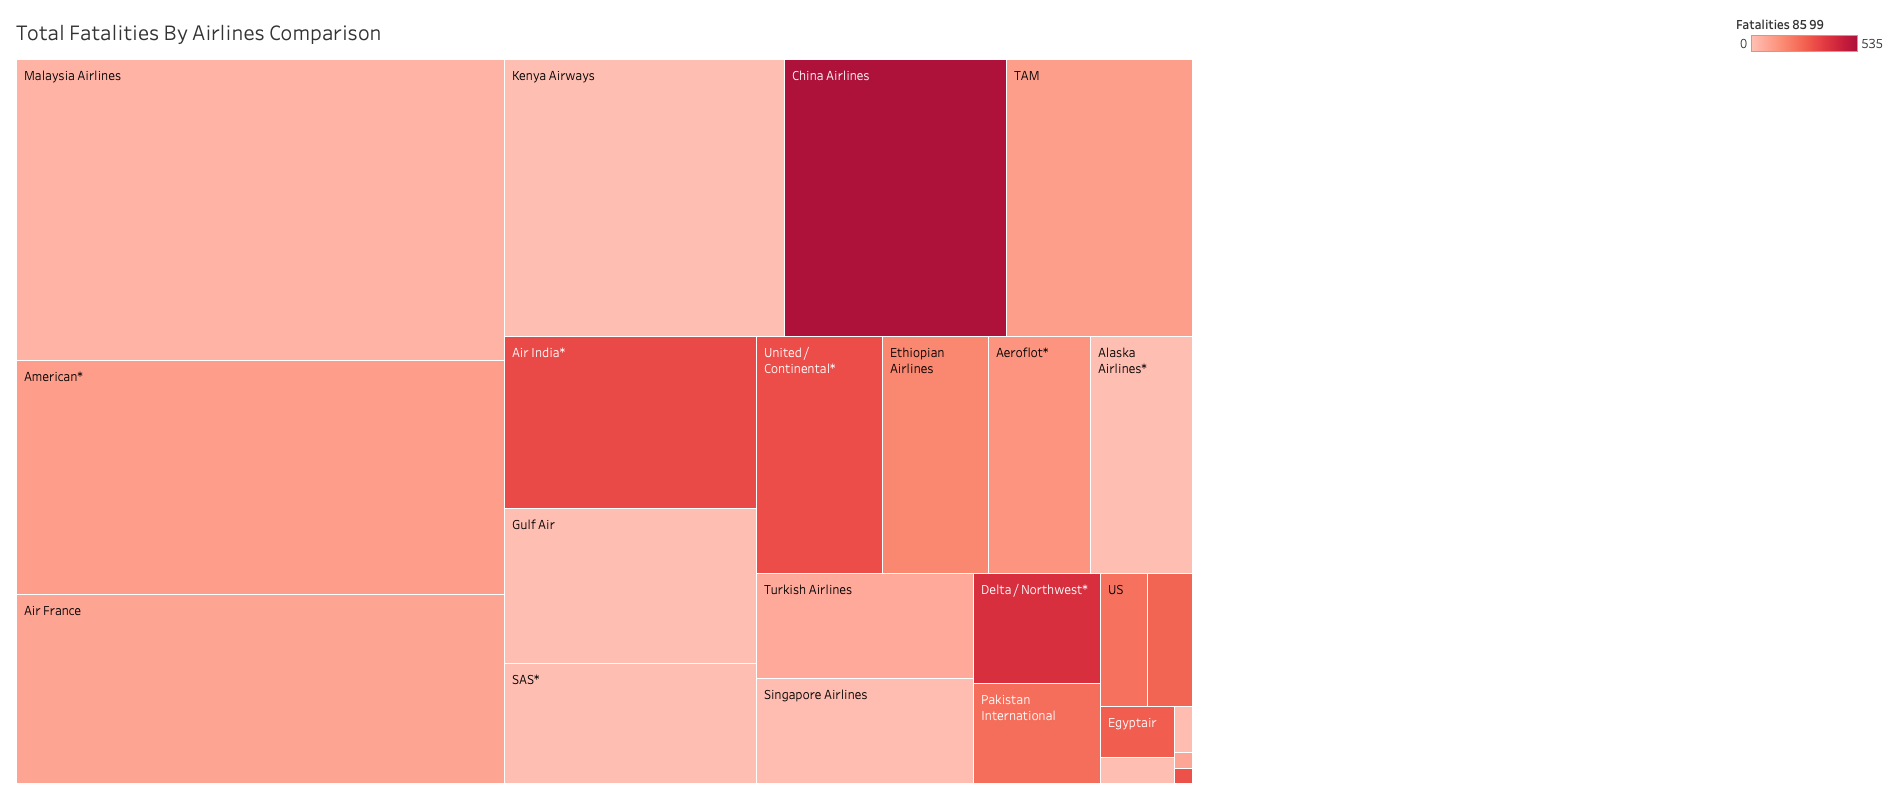 Total Fatalities By Airlines Comparison
Fatalities 85 99
0
535
Malaysia Airlines
Kenya Airways
China Airlines
TAM
American*
Air India*
United /
Continental*
Ethiopian
Airlines
Aeroflot*
Alaska
Airlines*
Gulf Air
Air France
Turkish Airlines
Delta / Northwest*
US
SAS*
Singapore Airlines
Pakistan
International
Egyptair